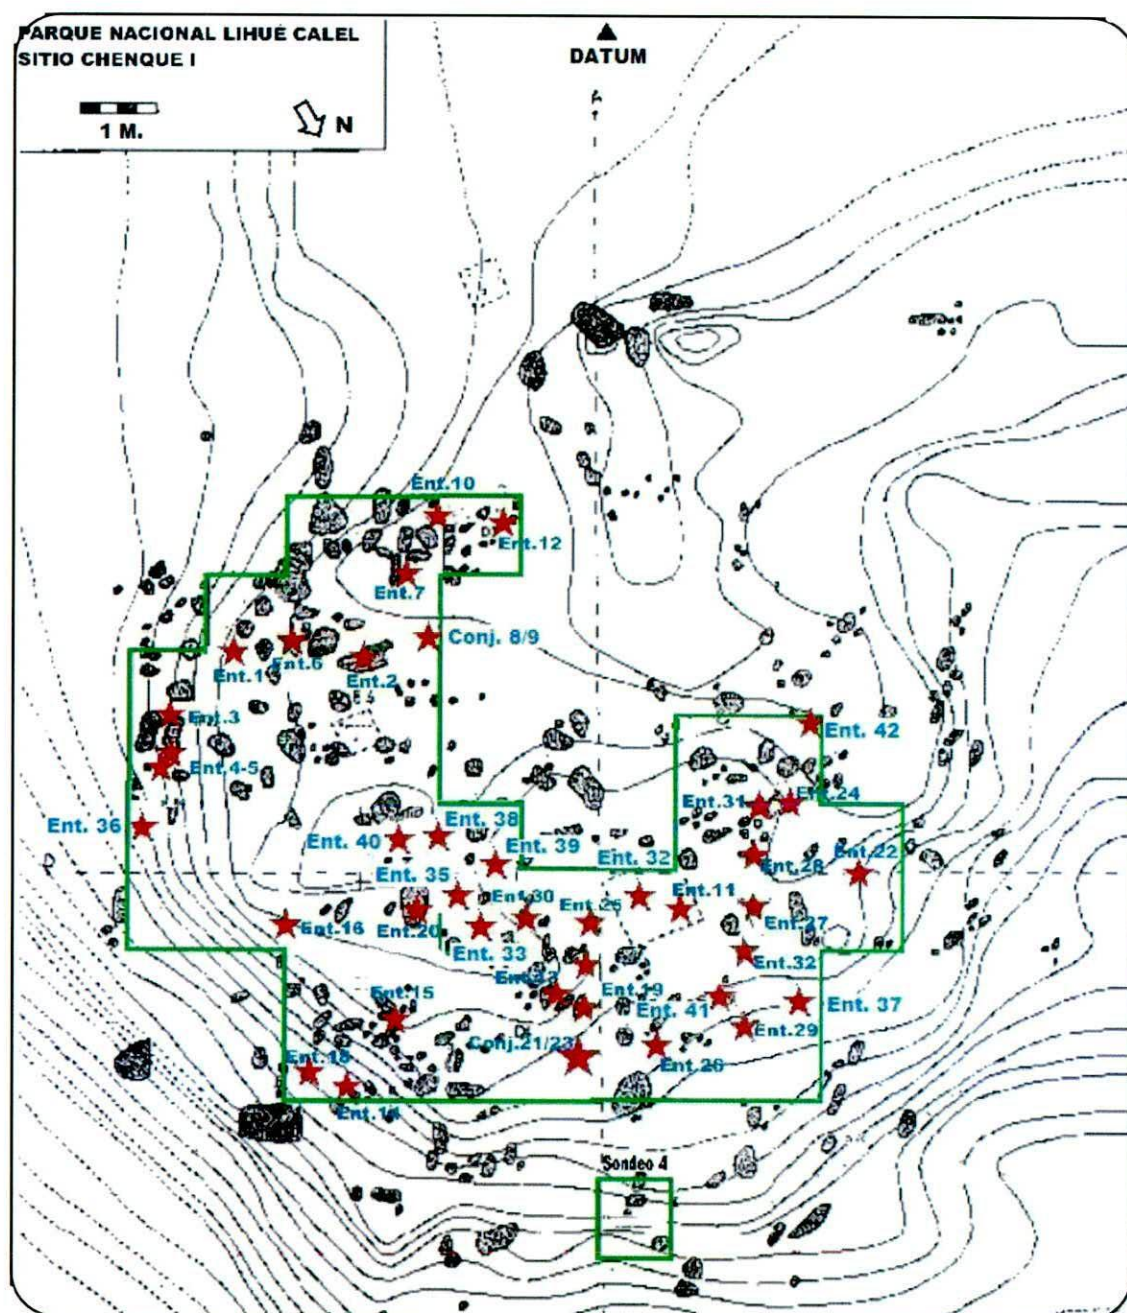 PARQUE NACIONAL LIHUÉ CALEL
SITIO CHENQUE I
1 M.
N
DATUM
Ent.10
Ent.12
Ent.7
Conj. 8/9
Ent.1
Ent.6
Ent.2
Ent.3
Ent. 42
Ent.4-5
Ent.31
Ent.24
Ent. 36
Ent. 38
Ent. 40
Ent. 39
Ent. 32
Ent.28
Ent.22
Ent. 35
Ent.11
Ent.30
Ent.25
Ent.16
Ent.20
Ent.27
Ent. 33
Ent.32
Ent.19
Ent.15
Ent. 41
Ent. 37
Ent.29
Conj.21/23
Ent.26
Ent.18
Ent.14
Sondeo 4